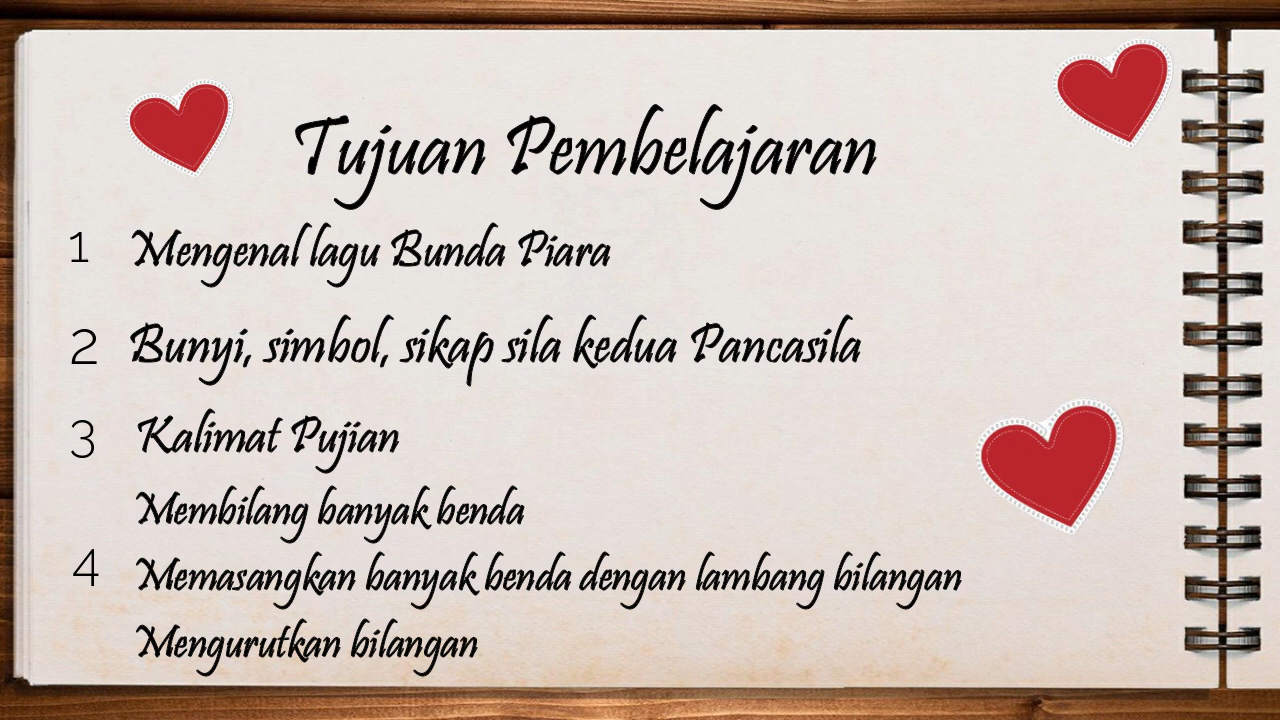 Tujuan Pembelajaran
1 Mengenal lagu Bunda Piara
2 Bunyi, simbol, sikap sila kedua Pancasila
3 Kalimat Pujian
Membilang banyak benda
4 Memasangkan banyak benda dengan lambang bilangan
Mengurutkan bilangan